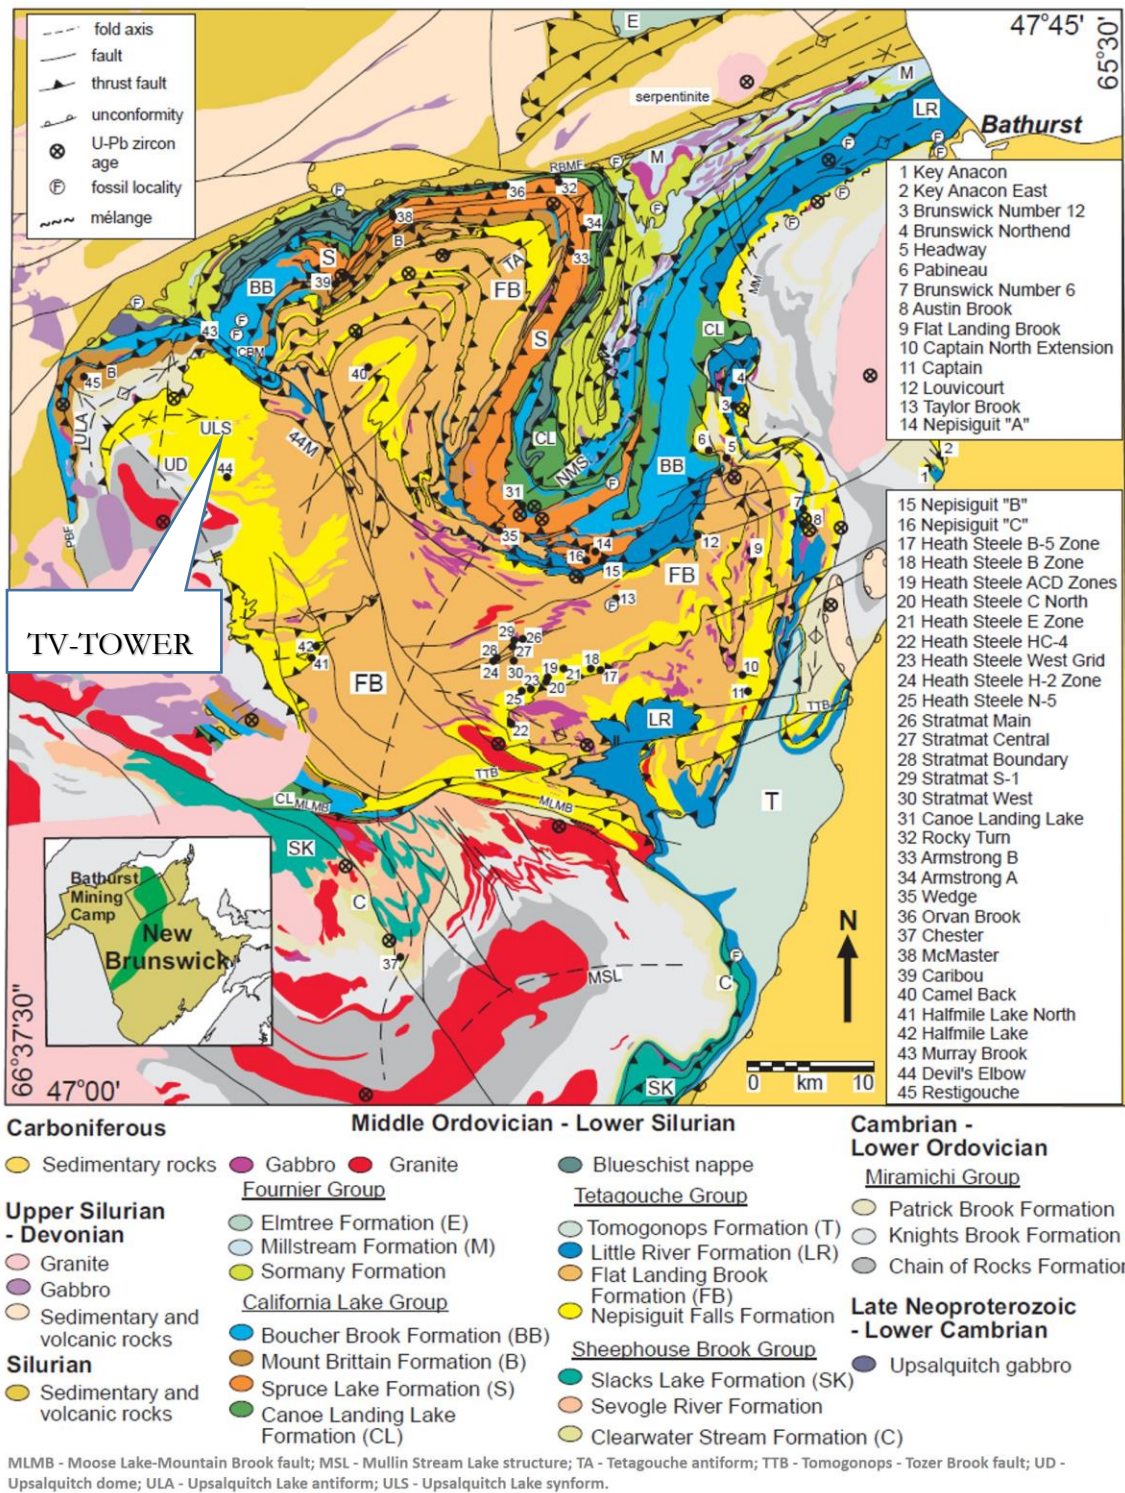 fold axis
fault
thrust fault
unconformity
U-Pb zircon
age
F fossil locality
mélange
47°45'
65°30'
E
serpentinite
M
LR
Bathurst
F
F
F
F
F
M
F
F
F
RBMF
36
32
38
B
34
33
S
TA
39
FB
BB
S
MM
F
F
F
CBM
43
B
45
CL
4
3
40
ULA
ULS
44M
UD
44
CL
NMS
F
BB
6
5
2
1
31
7
8
PBF
35
14
16
15
12
9
FB
13
F
29
26
28
27
24
30
19
18
21
17
23
20
25
22
42
41
FB
10
11
LR
TTB
TTB
T
TV-TOWER
CL
MLMB
MLMB
SK
C
37
MSL
F
C
SK
N
0 km 10
Bathurst
Mining
Camp
New
Brunswick
66°37'30"
47°00'
1 Key Anacon
2 Key Anacon East
3 Brunswick Number 12
4 Brunswick Northend
5 Headway
6 Pabineau
7 Brunswick Number 6
8 Austin Brook
9 Flat Landing Brook
10 Captain North Extension
11 Captain
12 Louvicourt
13 Taylor Brook
14 Nepisiguit "A"
15 Nepisiguit "B"
16 Nepisiguit "C"
17 Heath Steele B-5 Zone
18 Heath Steele B Zone
19 Heath Steele ACD Zones
20 Heath Steele C North
21 Heath Steele E Zone
22 Heath Steele HC-4
23 Heath Steele West Grid
24 Heath Steele H-2 Zone
25 Heath Steele N-5
26 Stratmat Main
27 Stratmat Central
28 Stratmat Boundary
29 Stratmat S-1
30 Stratmat West
31 Canoe Landing Lake
32 Rocky Turn
33 Armstrong B
34 Armstrong A
35 Wedge
36 Orvan Brook
37 Chester
38 McMaster
39 Caribou
40 Camel Back
41 Halfmile Lake North
42 Halfmile Lake
43 Murray Brook
44 Devil's Elbow
45 Restigouche
Carboniferous
Sedimentary rocks
Upper Silurian
- Devonian
Granite
Gabbro
Sedimentary and
volcanic rocks
Silurian
Sedimentary and
volcanic rocks
Middle Ordovician - Lower Silurian
Gabbro Granite
Fournier Group
Elmtree Formation (E)
Millstream Formation (M)
Sormany Formation
California Lake Group
Boucher Brook Formation (BB)
Mount Brittain Formation (B)
Spruce Lake Formation (S)
Canoe Landing Lake
Formation (CL)
Blueschist nappe
Tetagouche Group
Tomogonops Formation (T)
Little River Formation (LR)
Flat Landing Brook
Formation (FB)
Nepisiguit Falls Formation
Sheephouse Brook Group
Slacks Lake Formation (SK)
Sevogle River Formation
Clearwater Stream Formation (C)
Cambrian -
Lower Ordovician
Miramichi Group
Patrick Brook Formation
Knights Brook Formation
Chain of Rocks Formation
Late Neoproterozoic
- Lower Cambrian
Upsalquitch gabbro
MLMB - Moose Lake-Mountain Brook fault; MSL - Mullin Stream Lake structure; TA - Tetagouche antiform; TTB - Tomogonops - Tozer Brook fault; UD -
Upsalquitch dome; ULA - Upsalquitch Lake antiform; ULS - Upsalquitch Lake synform.